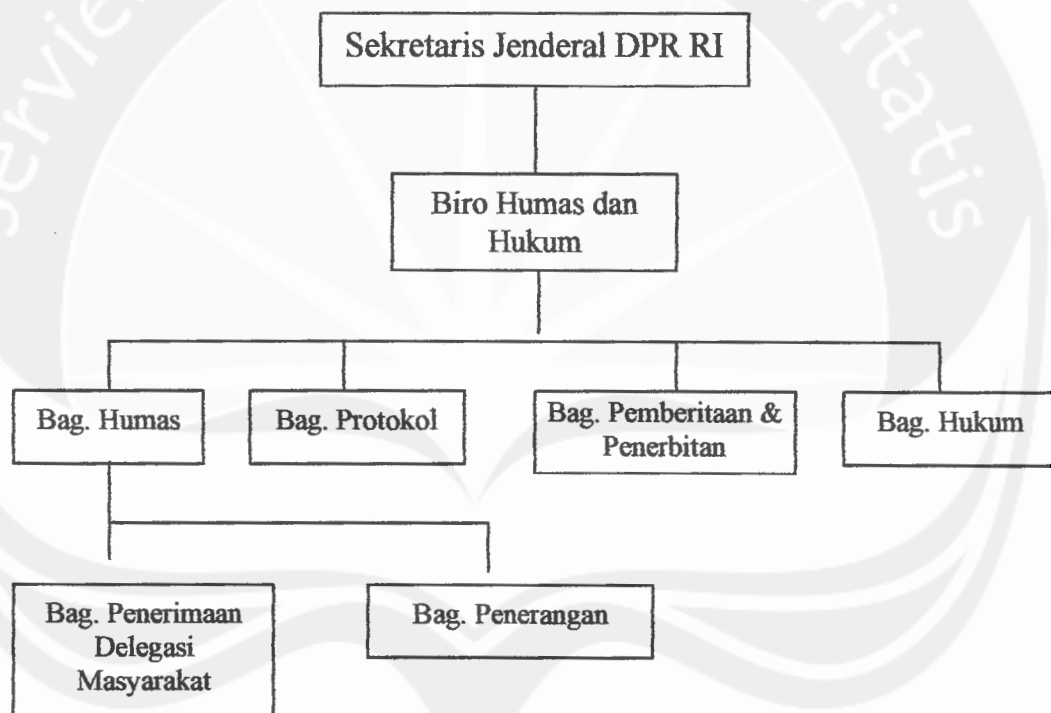 Sekretaris Jenderal DPR RI
Biro Humas dan
Hukum
Bag. Humas
Bag. Protokol
Bag. Pemberitaan &
Penerbitan
Bag. Hukum
Bag. Penerimaan
Delegasi
Masyarakat
Bag. Penerangan